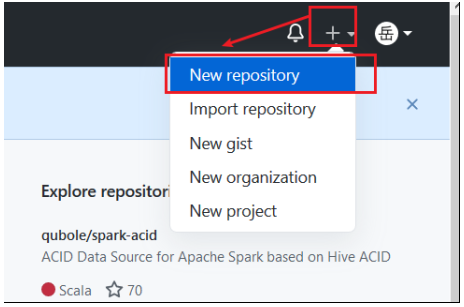 岳
New repository
Import repository
New gist
New organization
New project
Explore repositori
qubole/spark-acid
ACID Data Source for Apache Spark based on Hive ACID
Scala 70